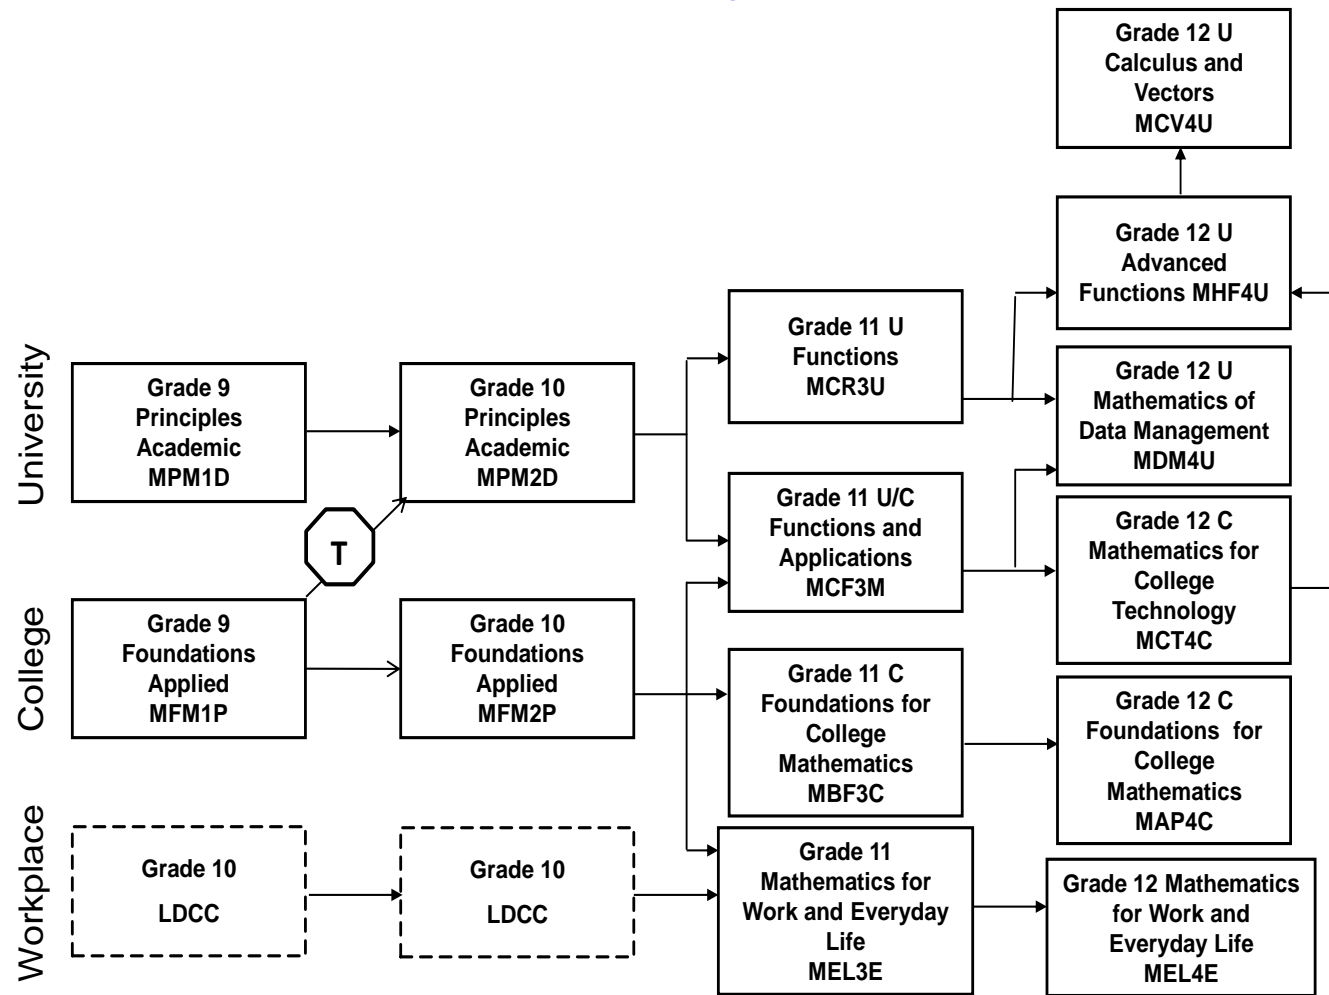 Grade 12 U
Calculus and
Vectors
MCV4U
Grade 12 U
Advanced
Functions MHF4U
Grade 11 U
Functions
MCR3U
Grade 12 U
Mathematics of
Data Management
MDM4U
University
Grade 9
Principles
Academic
MPM1D
Grade 10
Principles
Academic
MPM2D
Grade 11 U/C
Functions and
Applications
MCF3M
Grade 12 C
Mathematics for
College
Technology
MCT4C
T
College
Grade 9
Foundations
Applied
MFM1P
Grade 10
Foundations
Applied
MFM2P
Grade 11 C
Foundations for
College
Mathematics
MBF3C
Grade 12 C
Foundations for
College
Mathematics
MAP4C
Workplace
Grade 10
LDCC
Grade 10
LDCC
Grade 11
Mathematics for
Work and Everyday
Life
MEL3E
Grade 12 Mathematics
for Work and
Everyday Life
MEL4E